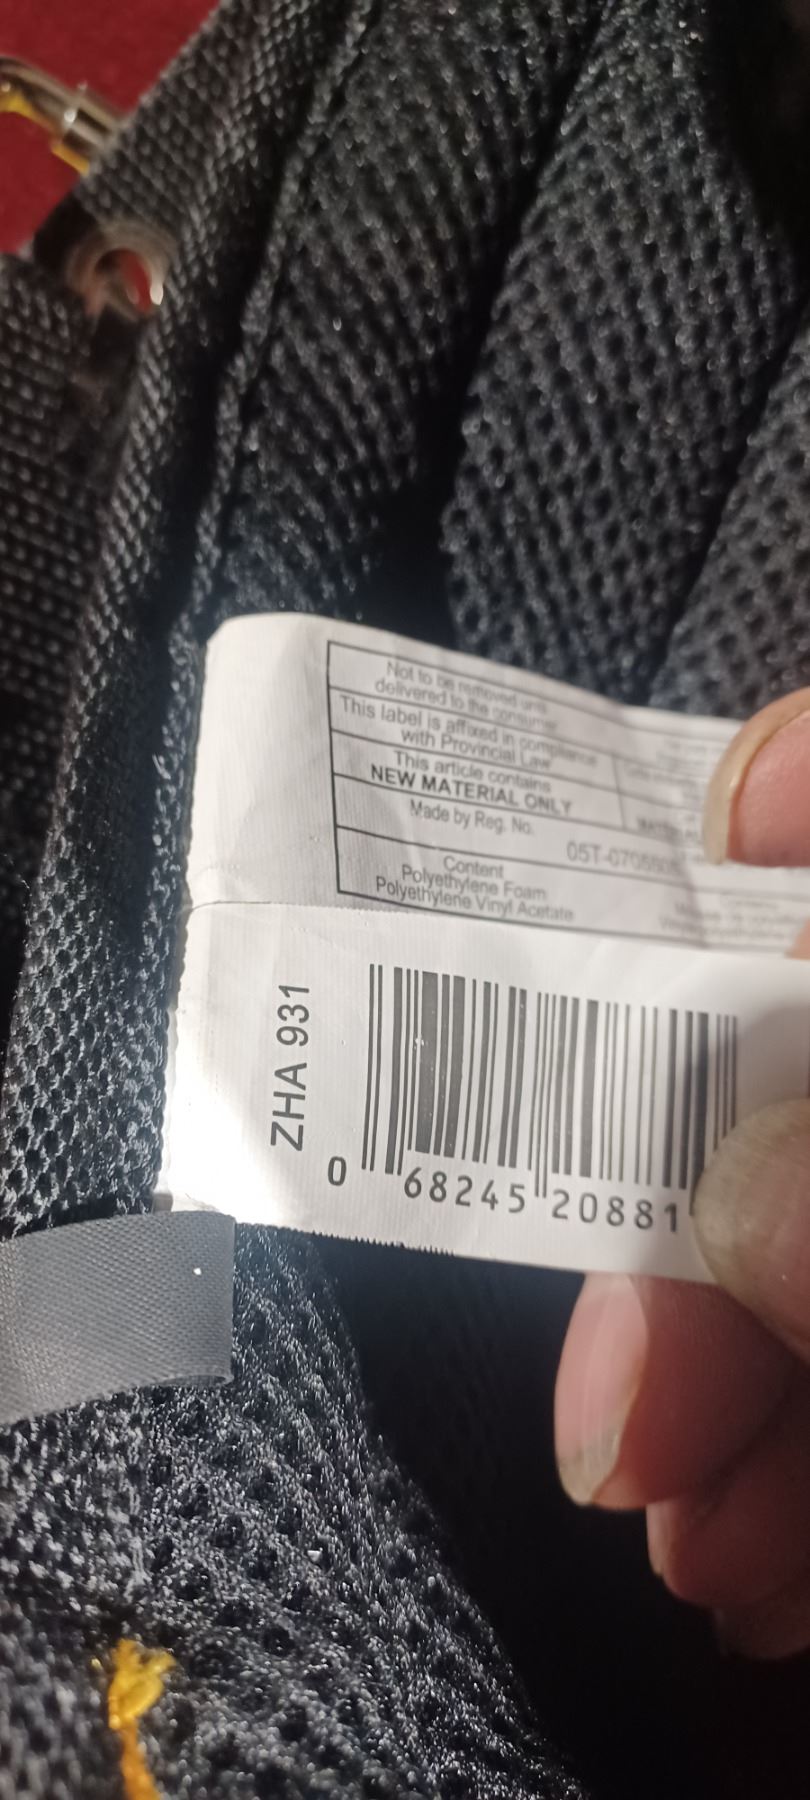 Not to be removed until
delivered to the consumer
This label is affixed in compliance
with Provincial Law
This article contains
NEW MATERIAL ONLY
Made by Reg. No.
05T-0705
Content
Polyethylene Foam
Polyethylene Vinyl Acetate
ZHA 931
0 68245 20881